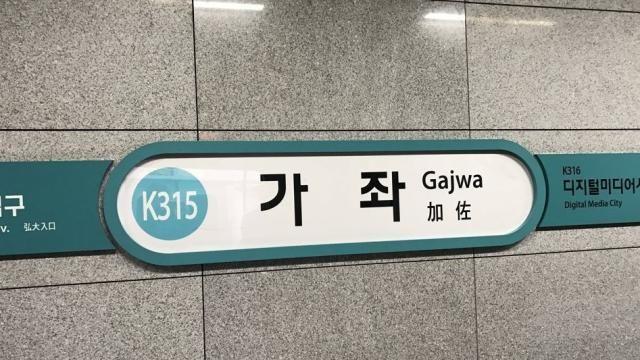 구
v. 弘大入口
K315
가 좌
Gajwa
加 佐
K316
디지털미디어시
Digital Media City